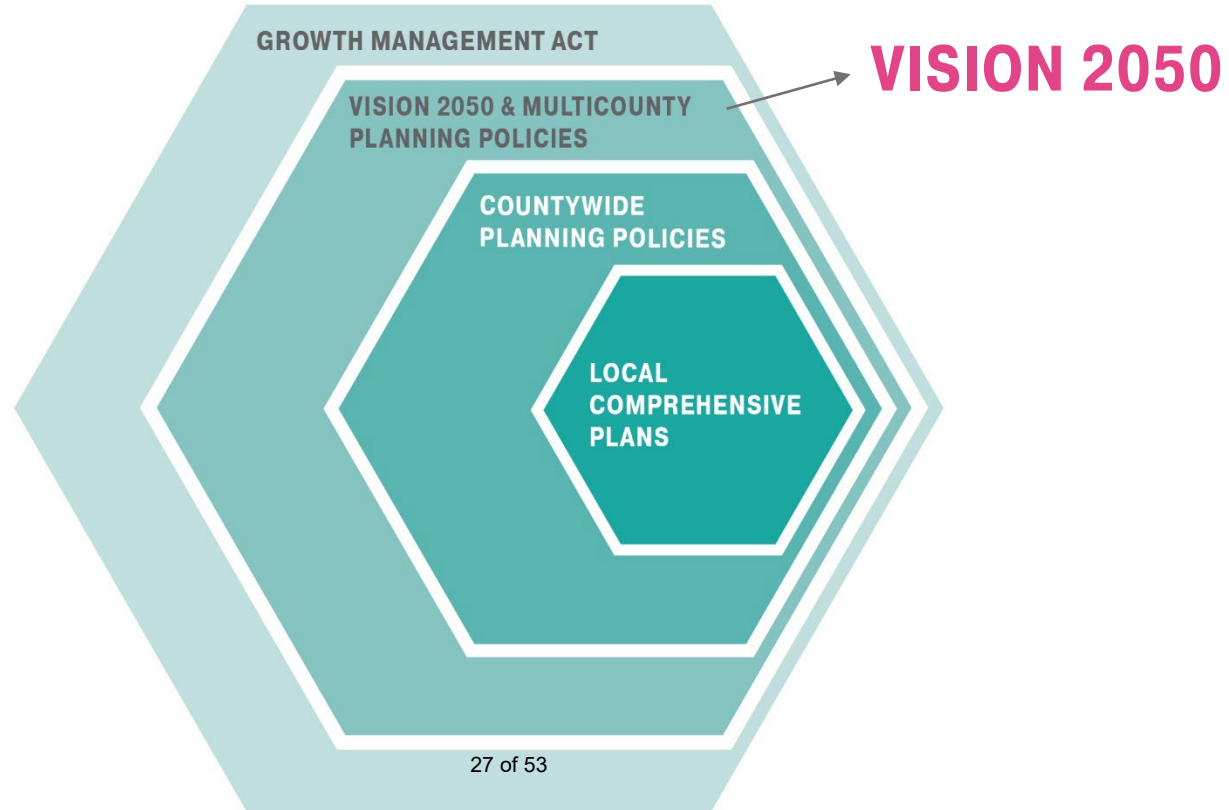 GROWTH MANAGEMENT ACT
VISION 2050
VISION 2050 & MULTICOUNTY
PLANNING POLICIES
COUNTYWIDE
PLANNING POLICIES
LOCAL
COMPREHENSIVE
PLANS
27 of 53